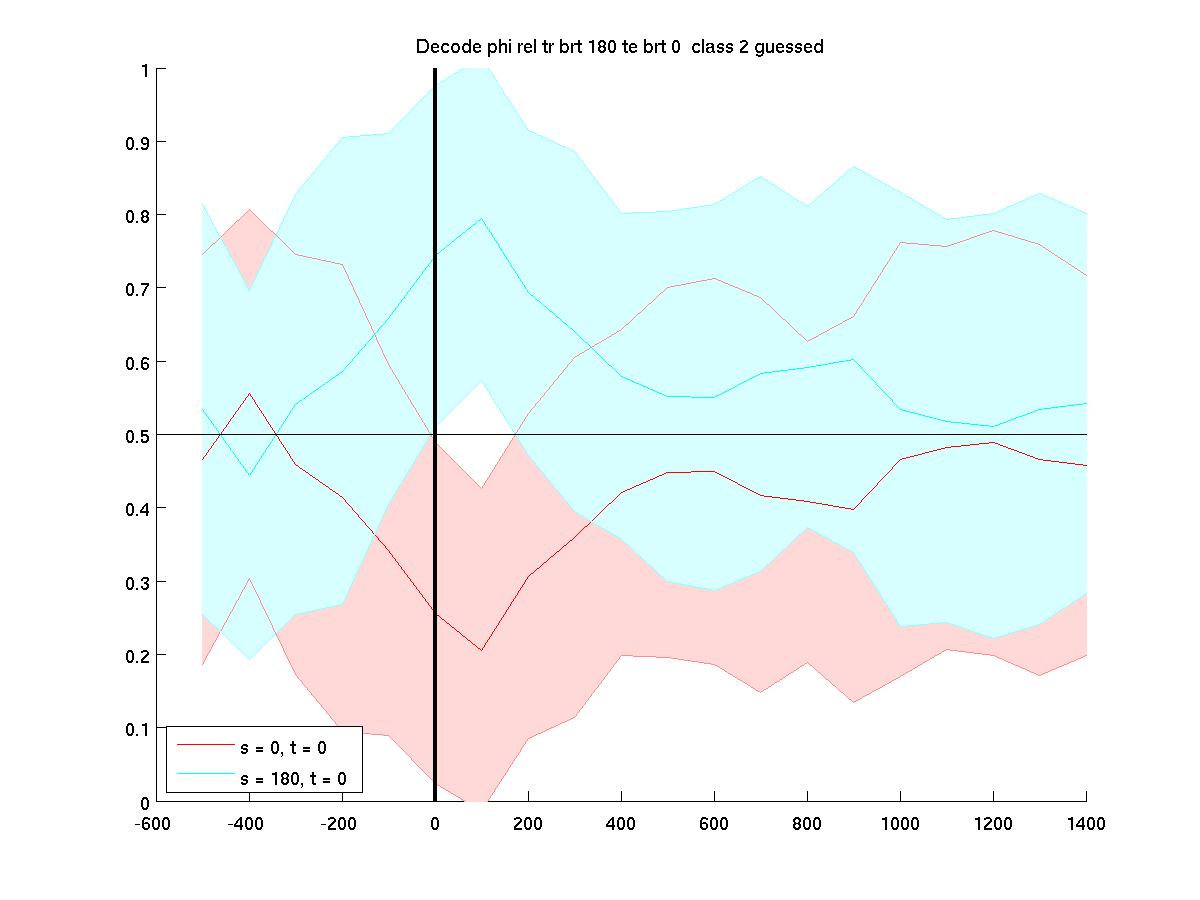 Decode phi rel tr brt 180 te brt 0  class 2 guessed
1
0.9
0.8
0.7
0.6
0.5
0.4
0.3
0.2
0.1
0
s = 0, t = 0
s = 180, t = 0
-600 -400 -200 0 200 400 600 800 1000 1200 1400